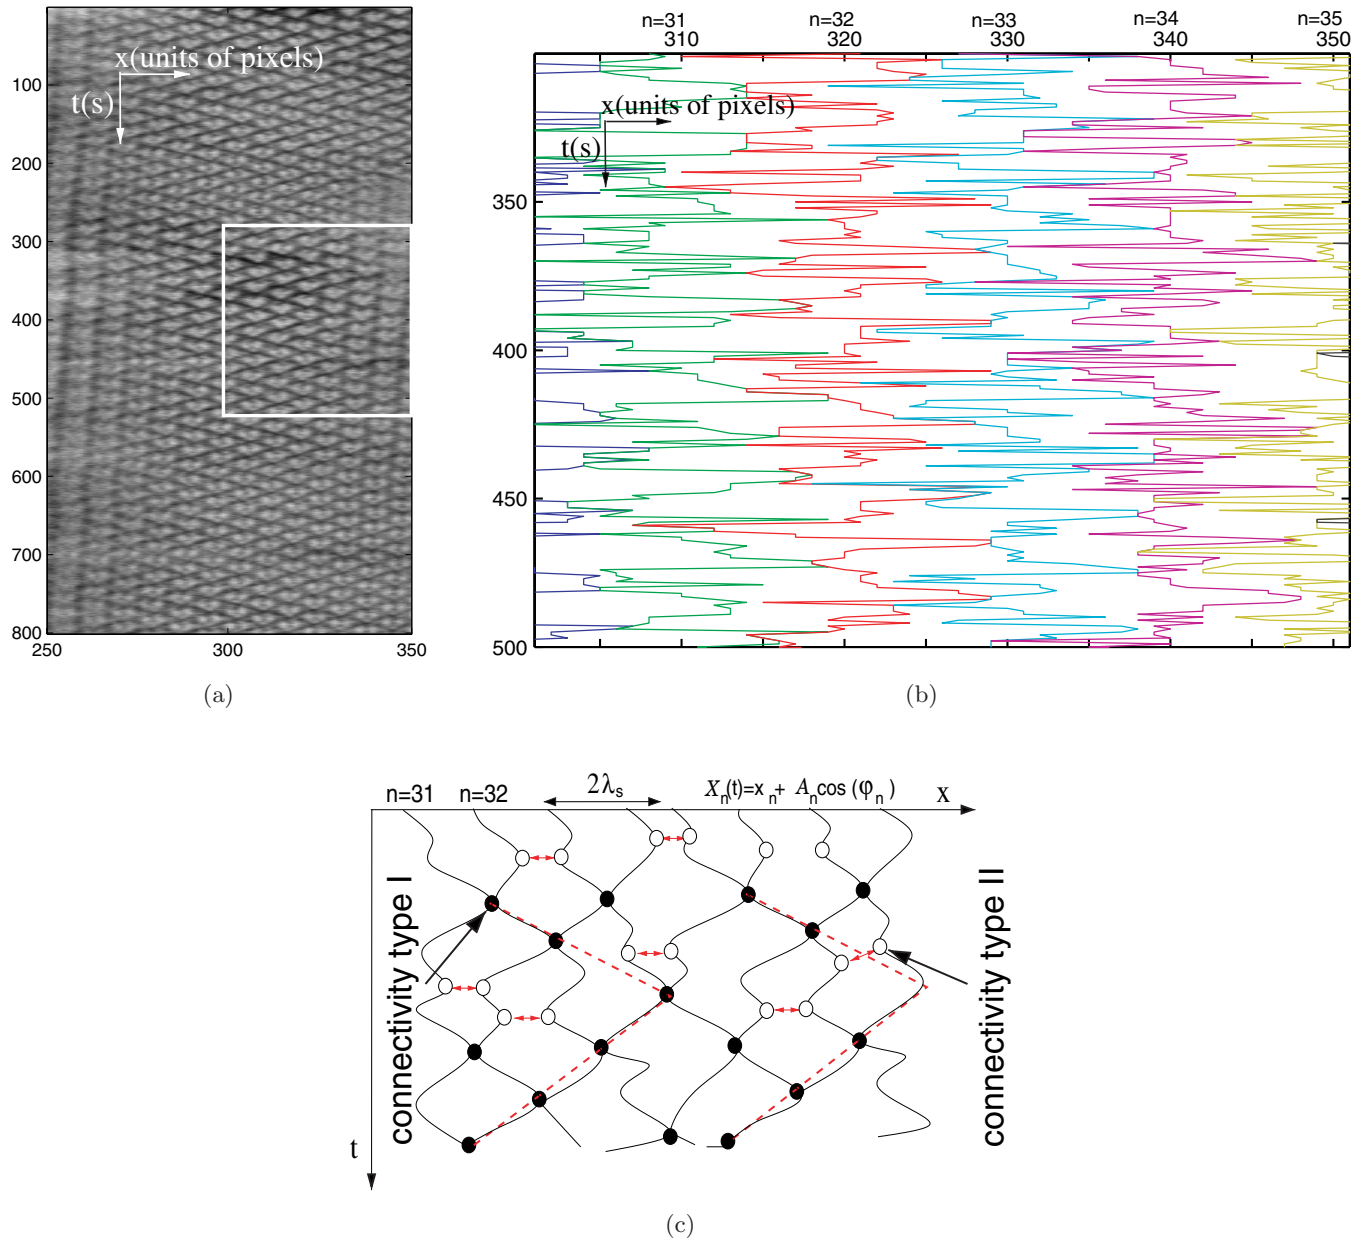 x(units of pixels)
t(s)
100
200
300
400
500
600
700
800
250
300
350
(a)
n=31
n=32
n=33
n=34
n=35
310
320
330
340
350
x(units of pixels)
t(s)
350
400
450
500
(b)
n=31
n=32
2λs
Xn(t)=xn+ An cos (φn)
x
connectivity type I
connectivity type II
t
(c)